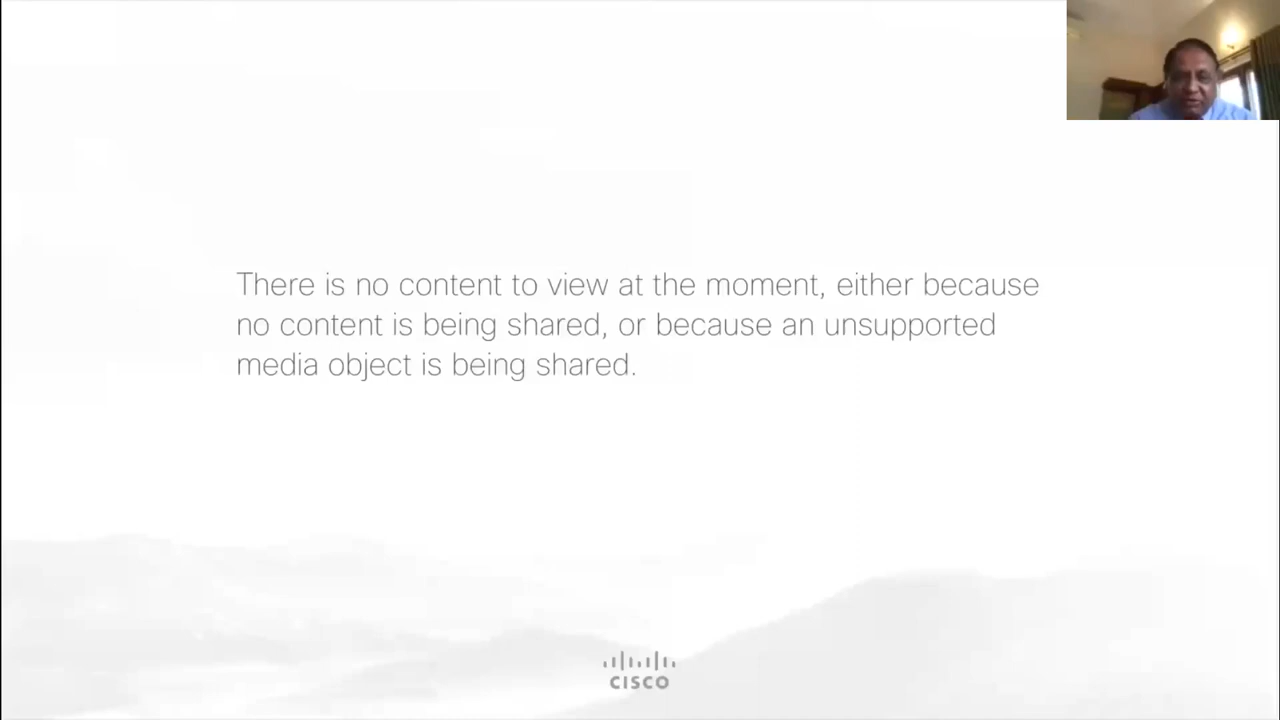 There is no content to view at the moment, either because
no content is being shared, or because an unsupported
media object is being shared.
CISCO